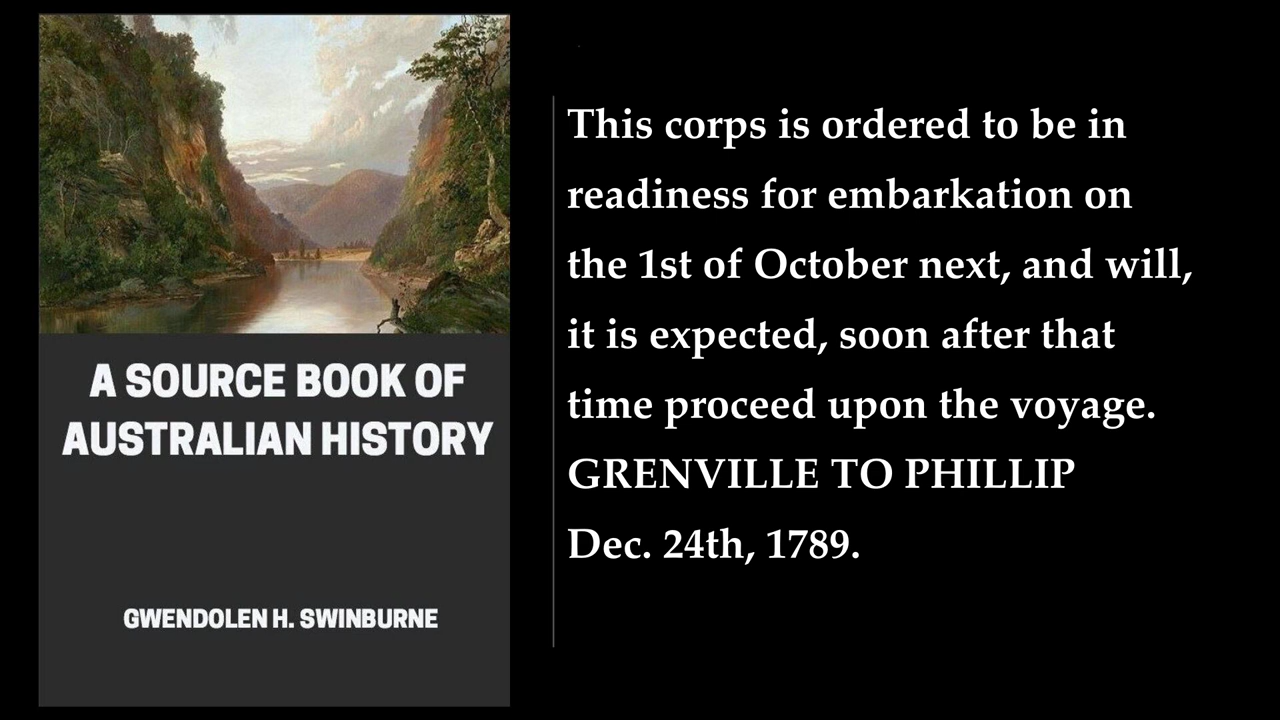 A SOURCE BOOK OF
AUSTRALIAN HISTORY
GWENDOLEN H. SWINBURNE
This corps is ordered to be in
readiness for embarkation on
the 1st of October next, and will,
it is expected, soon after that
time proceed upon the voyage.
GRENVILLE TO PHILLIP
Dec. 24th, 1789.